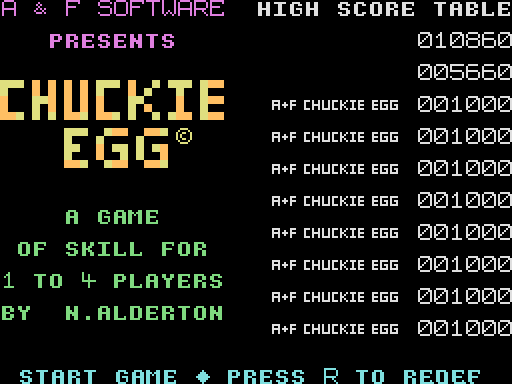 A & F SOFTWARE
PRESENTS
CHUCKIE
EGG©
A GAME
OF SKILL FOR
1 TO 4 PLAYERS
BY N.ALDERTON
HIGH SCORE TABLE
010860
005660
A+F CHUCKIE EGG 001000
A+F CHUCKIE EGG 001000
A+F CHUCKIE EGG 001000
A+F CHUCKIE EGG 001000
A+F CHUCKIE EGG 001000
A+F CHUCKIE EGG 001000
A+F CHUCKIE EGG 001000
A+F CHUCKIE EGG 001000
START GAME ◆ PRESS R TO REDEF